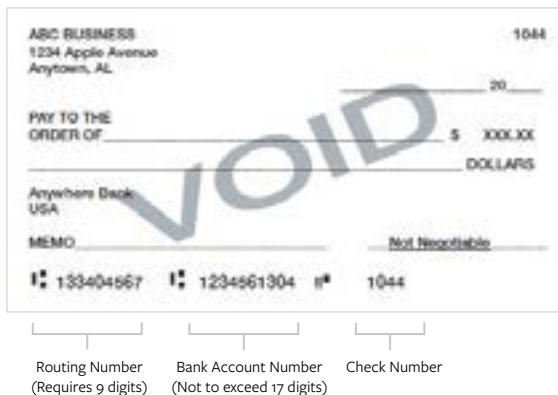 ABC BUSINESS 1044
1234 Apple Avenue
Anytown, AL
20
PAY TO THE
ORDER OF $ XXX.XX
DOLLARS
VOID
Anywhere Bank
USA
MEMO Not Negotiable
⑆ 133404567 ⑆ 1234561304 ⑈ 1044
Routing Number Bank Account Number Check Number
(Requires 9 digits) (Not to exceed 17 digits)